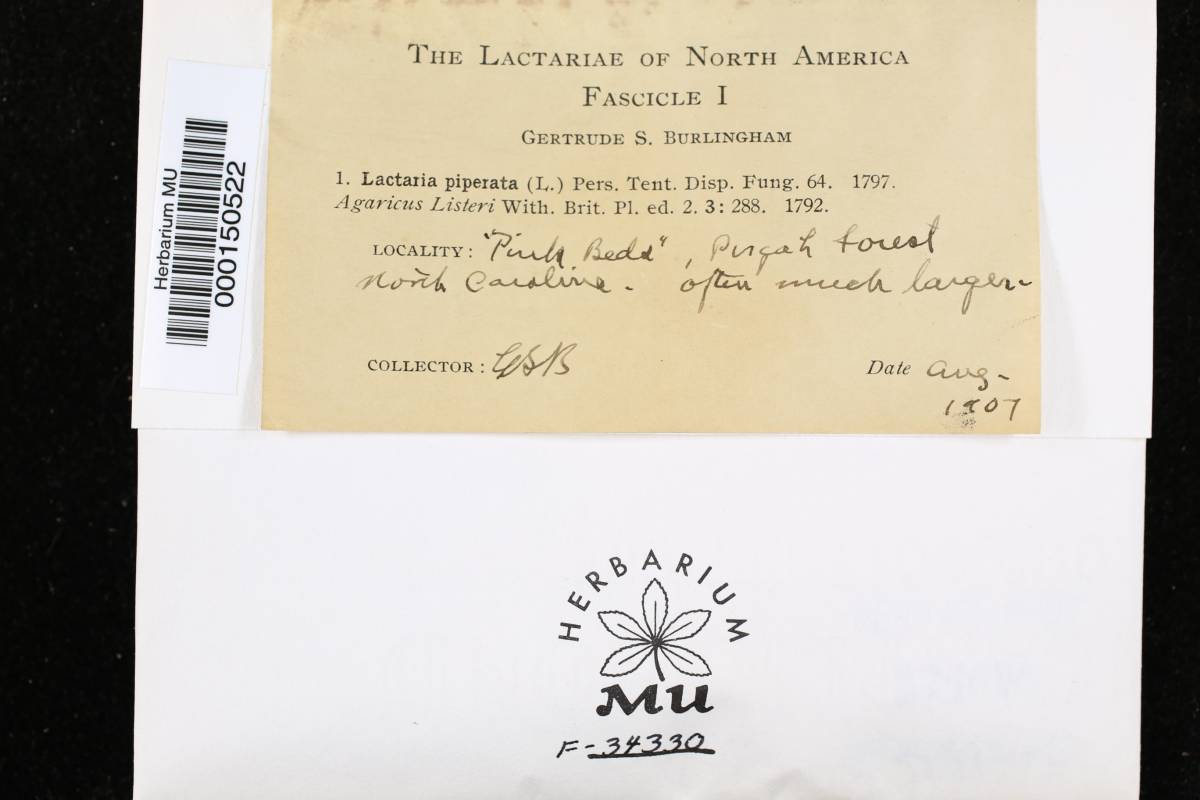 THE LACTARIAE OF NORTH AMERICA
FASCICLE I
GERTRUDE S. BURLINGHAM
1. Lactaria piperata (L.) Pers. Tent. Disp. Fung. 64. 1797.
Agaricus Listeri With. Brit. Pl. ed. 2. 3: 288. 1792.
LOCALITY: "Pink Beds", Pisgah Forest
North Carolina. often much larger-
COLLECTOR: GSB
Date Aug-
1907
Herbarium MU
000150522
HERBARIUM
MU
F-34330